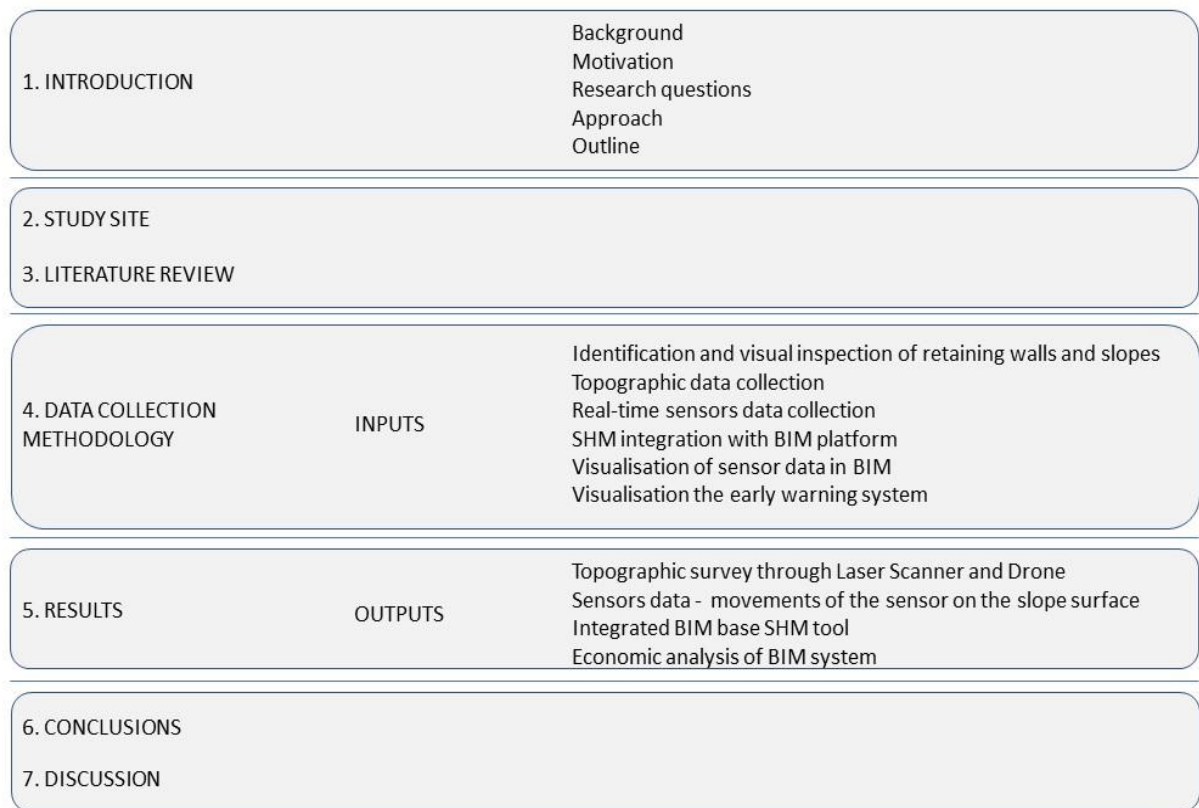 1. INTRODUCTION
Background
Motivation
Research questions
Approach
Outline
2. STUDY SITE
3. LITERATURE REVIEW
4. DATA COLLECTION
METHODOLOGY
INPUTS
Identification and visual inspection of retaining walls and slopes
Topographic data collection
Real-time sensors data collection
SHM integration with BIM platform
Visualisation of sensor data in BIM
Visualisation the early warning system
5. RESULTS
OUTPUTS
Topographic survey through Laser Scanner and Drone
Sensors data - movements of the sensor on the slope surface
Integrated BIM base SHM tool
Economic analysis of BIM system
6. CONCLUSIONS
7. DISCUSSION